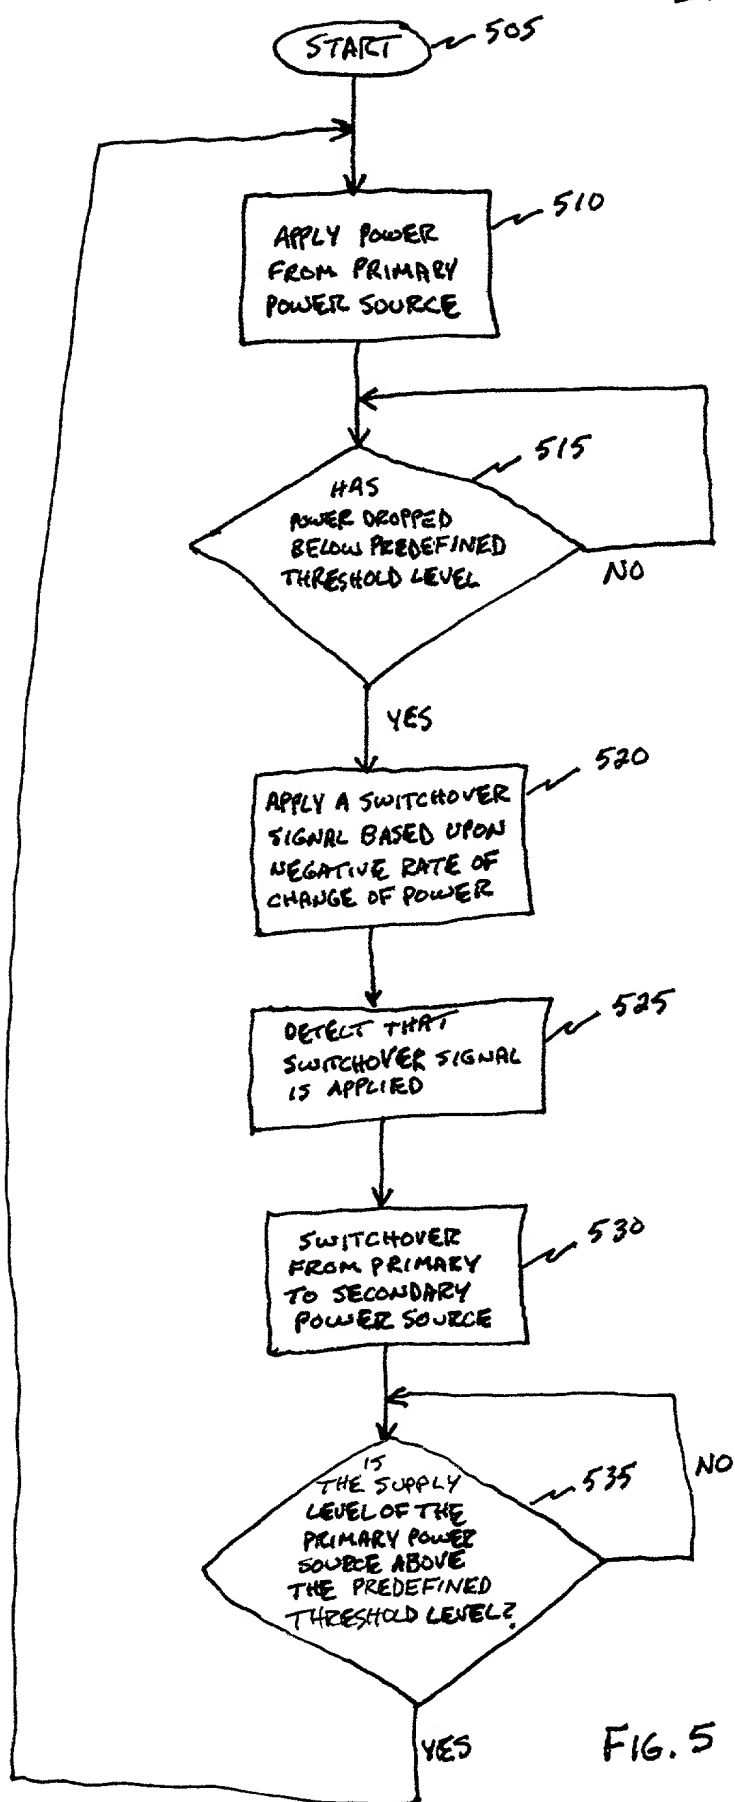 START
505
510
APPLY POWER
FROM PRIMARY
POWER SOURCE
515
HAS
POWER DROPPED
BELOW PREDEFINED
THRESHOLD LEVEL
NO
YES
520
APPLY A SWITCHOVER
SIGNAL BASED UPON
NEGATIVE RATE OF
CHANGE OF POWER
525
DETECT THAT
SWITCHOVER SIGNAL
IS APPLIED
530
SWITCHOVER
FROM PRIMARY
TO SECONDARY
POWER SOURCE
535
IS
THE SUPPLY
LEVEL OF THE
PRIMARY POWER
SOURCE ABOVE
THE PREDEFINED
THRESHOLD LEVEL?
NO
YES
FIG. 5